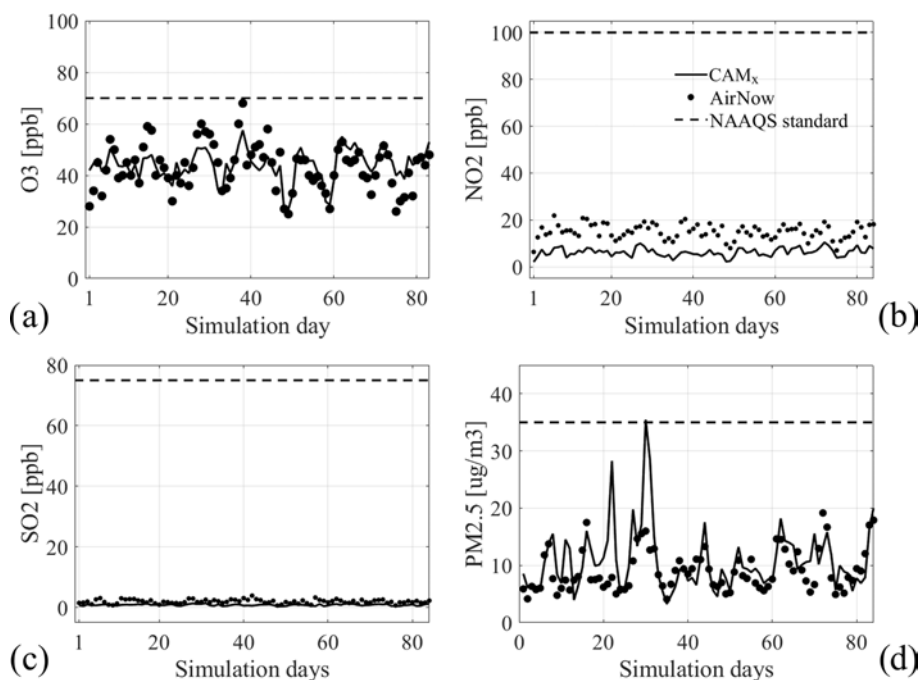 100
80
60
40
20
0
O3 [ppb]
1 20 40 60 80
Simulation day
(a)
100
80
60
40
20
0
NO2 [ppb]
CAMx
AirNow
NAAQS standard
1 20 40 60 80
Simulation days
(b)
80
60
40
20
0
SO2 [ppb]
1 20 40 60 80
Simulation days
(c)
40
30
20
10
0
PM2.5 [ug/m3]
0 20 40 60 80
Simulation days
(d)